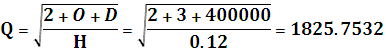 Q = √((2 + O + D) / H) = √((2 + 3 + 400000) / 0.12) = 1825.7532